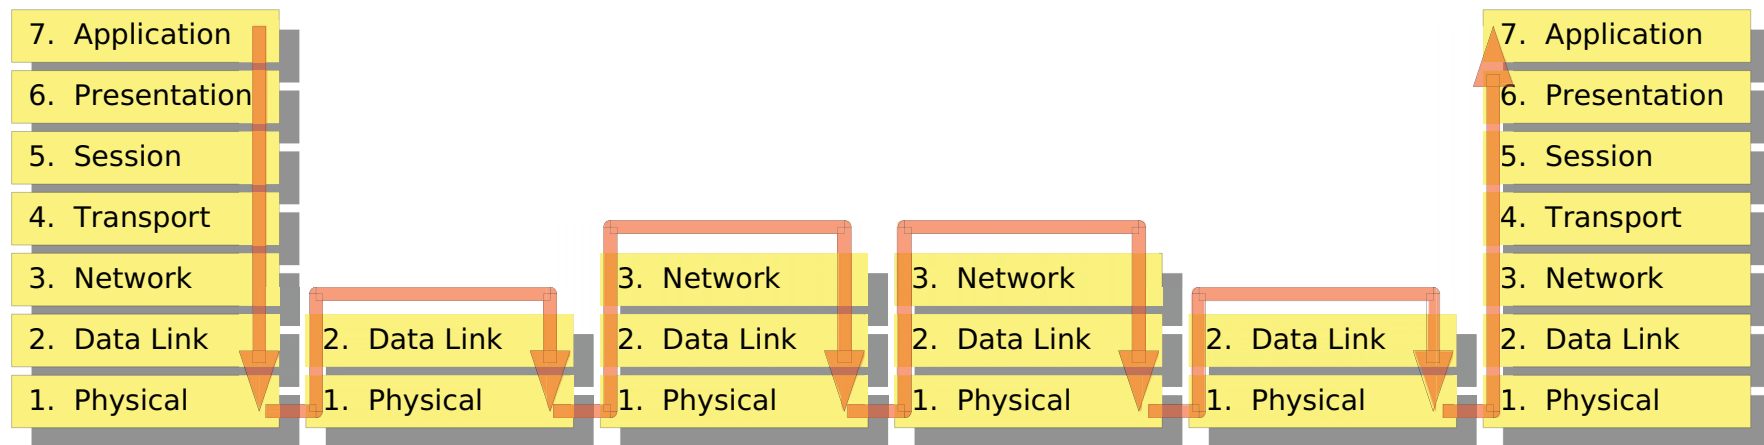 7. Application
6. Presentation
5. Session
4. Transport
3. Network
2. Data Link
1. Physical
2. Data Link
1. Physical
3. Network
2. Data Link
1. Physical
3. Network
2. Data Link
1. Physical
2. Data Link
1. Physical
7. Application
6. Presentation
5. Session
4. Transport
3. Network
2. Data Link
1. Physical